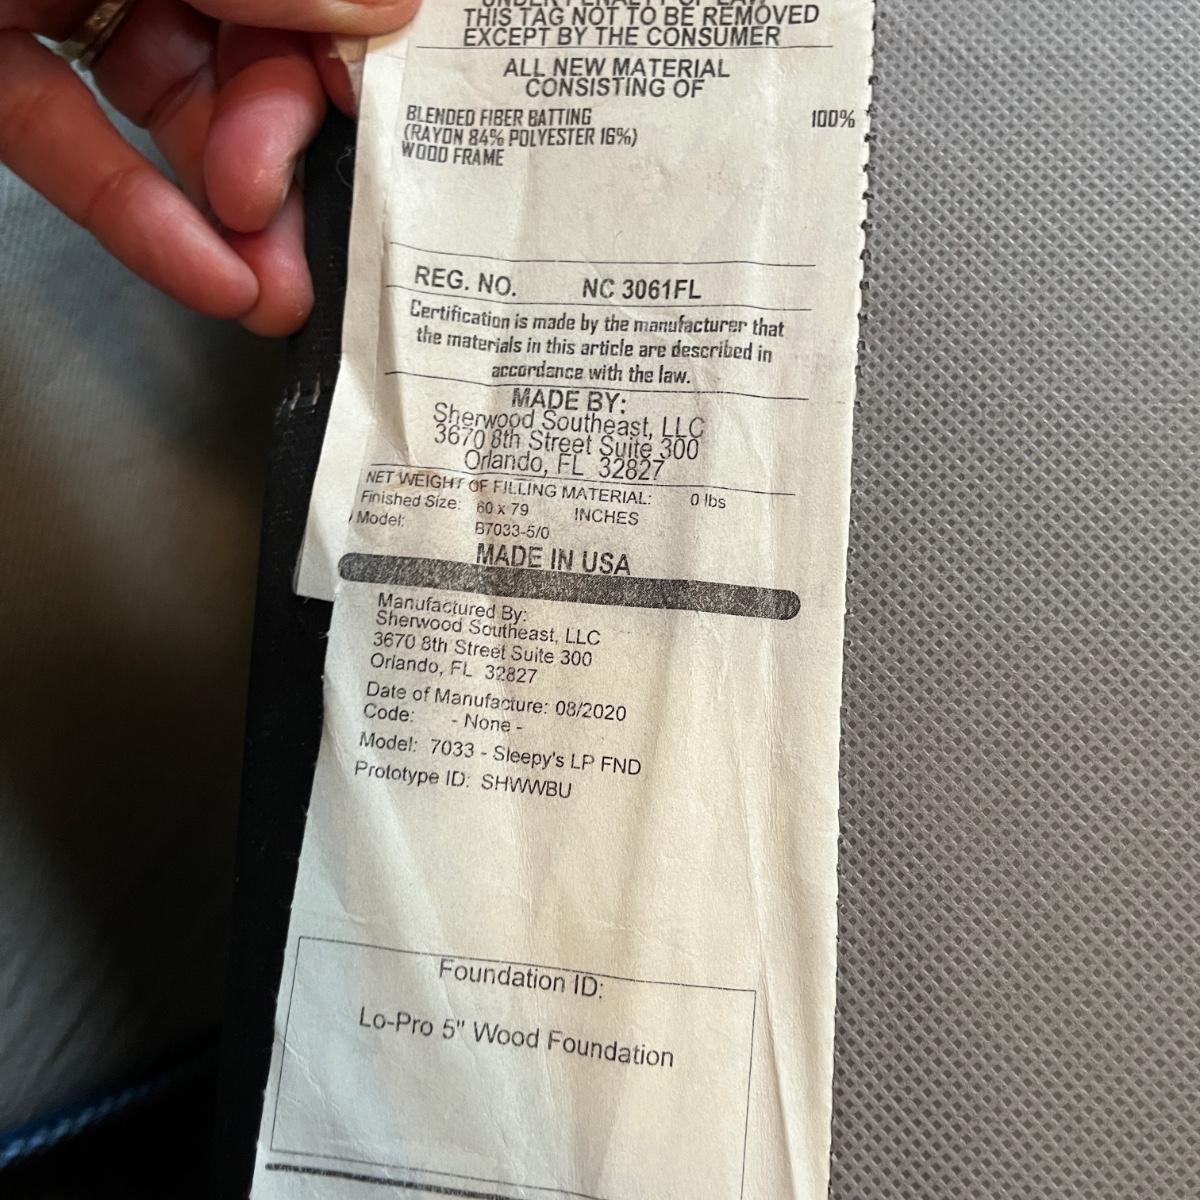 UNDER PENALTY OF LAW
THIS TAG NOT TO BE REMOVED
EXCEPT BY THE CONSUMER
ALL NEW MATERIAL
CONSISTING OF
BLENDED FIBER BATTING 100%
(RAYON 84% POLYESTER 16%)
WOOD FRAME
REG. NO. NC 3061FL
Certification is made by the manufacturer that
the materials in this article are described in
accordance with the law.
MADE BY:
Sherwood Southeast, LLC
3670 8th Street Suite 300
Orlando, FL 32827
NET WEIGHT OF FILLING MATERIAL: 0 lbs
Finished Size: 60 x 79 INCHES
Model: B7033-5/0
MADE IN USA
Manufactured By:
Sherwood Southeast, LLC
3670 8th Street Suite 300
Orlando, FL 32827
Date of Manufacture: 08/2020
Code: - None -
Model: 7033 - Sleepy's LP FND
Prototype ID: SHWWBU
Foundation ID:
Lo-Pro 5" Wood Foundation